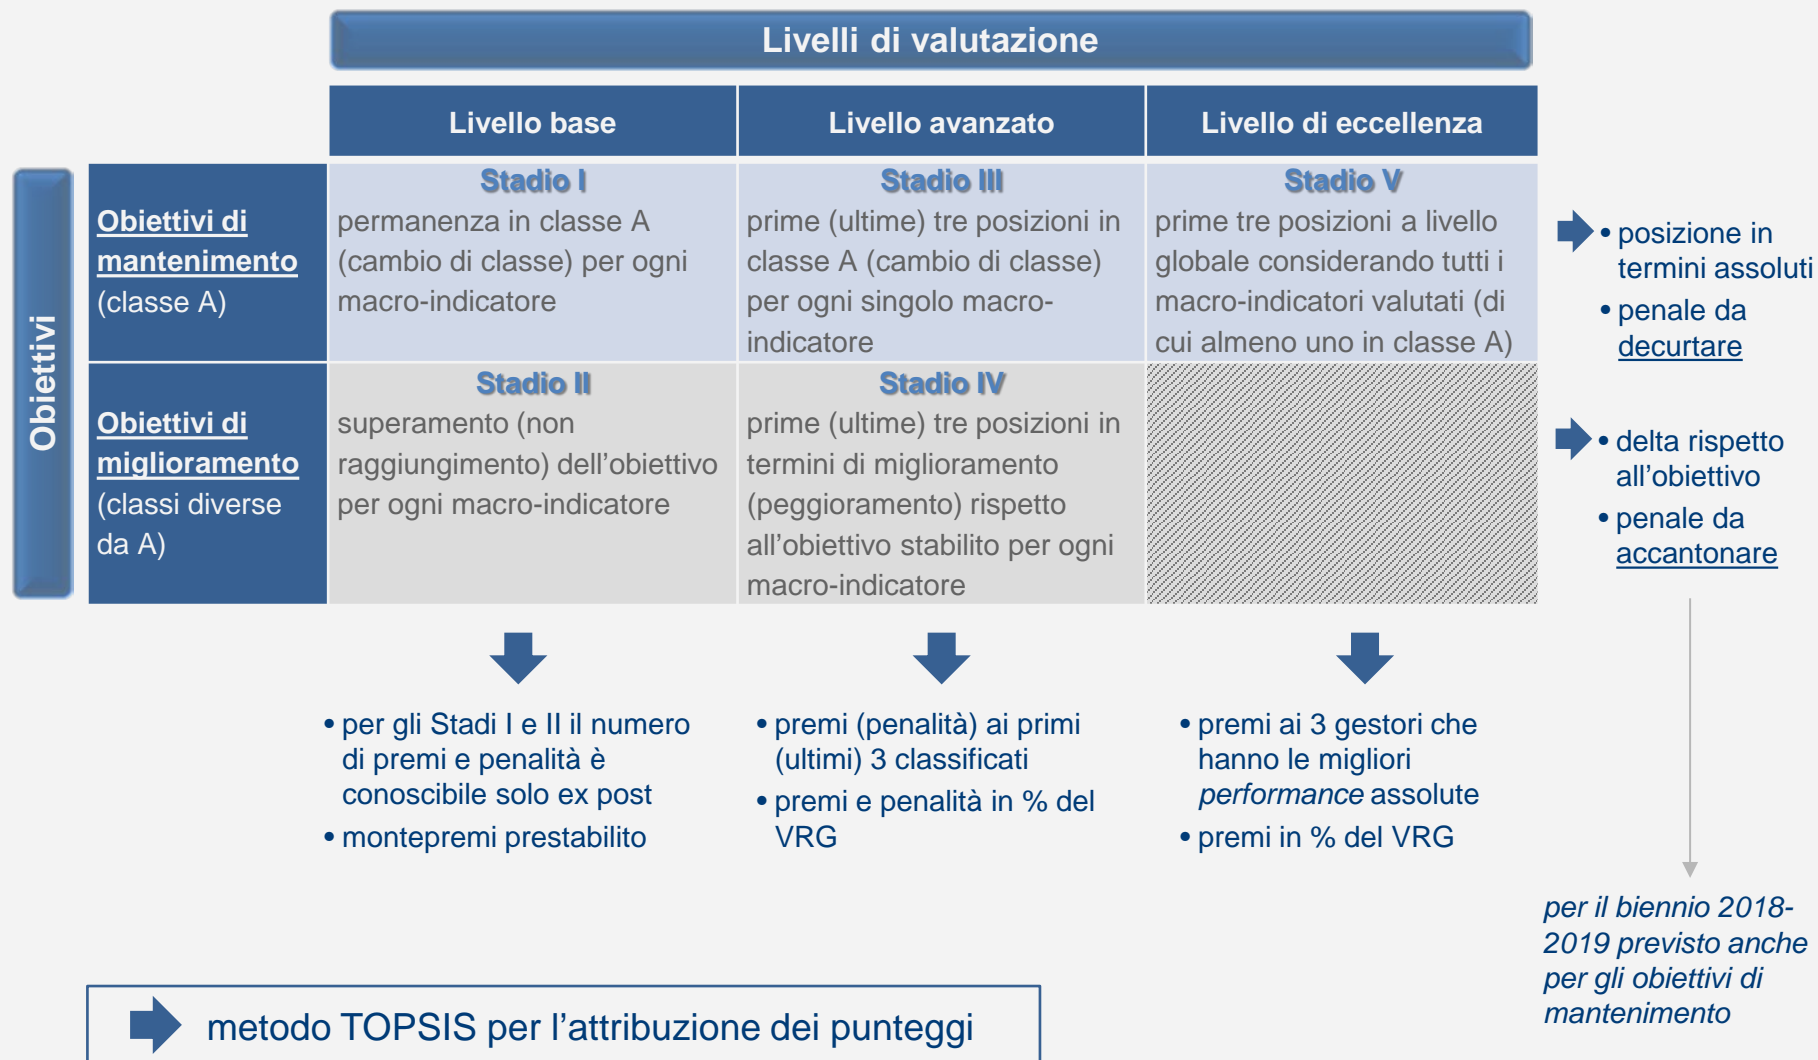 Livelli di valutazione
Livello base
Livello avanzato
Livello di eccellenza
Obiettivi
Obiettivi di
mantenimento
(classe A)
Stadio I
permanenza in classe A
(cambio di classe) per ogni
macro-indicatore
Stadio III
prime (ultime) tre posizioni in
classe A (cambio di classe)
per ogni singolo macro-
indicatore
Stadio V
prime tre posizioni a livello
globale considerando tutti i
macro-indicatori valutati (di
cui almeno uno in classe A)
• posizione in
termini assoluti
• penale da
decurtare
Obiettivi di
miglioramento
(classi diverse
da A)
Stadio II
superamento (non
raggiungimento) dell’obiettivo
per ogni macro-indicatore
Stadio IV
prime (ultime) tre posizioni in
termini di miglioramento
(peggioramento) rispetto
all’obiettivo stabilito per ogni
macro-indicatore
• delta rispetto
all’obiettivo
• penale da
accantonare
• per gli Stadi I e II il numero
di premi e penalità è
conoscibile solo ex post
• montepremi prestabilito
• premi (penalità) ai primi
(ultimi) 3 classificati
• premi e penalità in % del
VRG
• premi ai 3 gestori che
hanno le migliori
performance assolute
• premi in % del VRG
per il biennio 2018-
2019 previsto anche
per gli obiettivi di
mantenimento
metodo TOPSIS per l’attribuzione dei punteggi